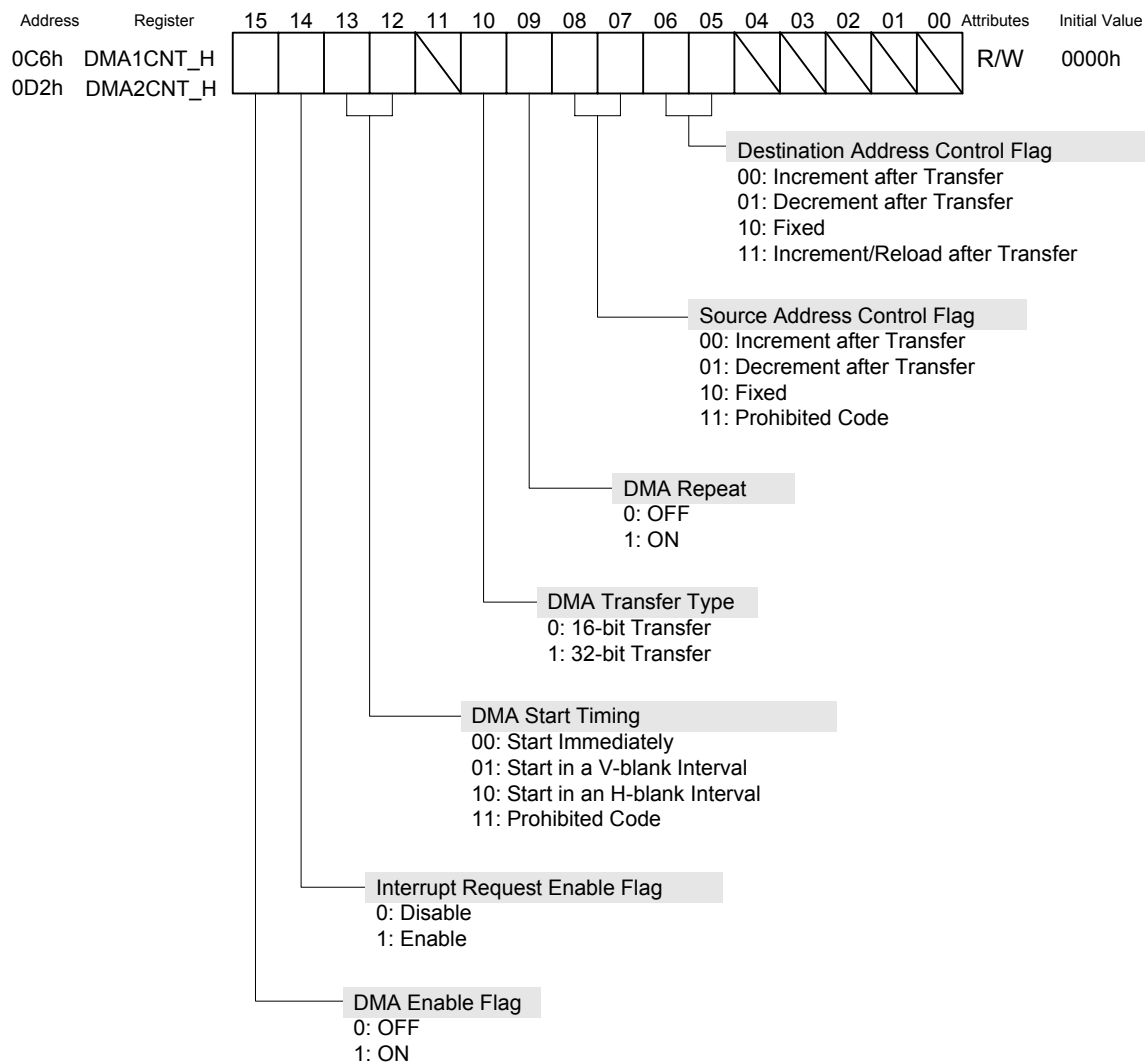 Address Register 15 14 13 12 11 10 09 08 07 06 05 04 03 02 01 00 Attributes Initial Value
0C6h DMA1CNT_H R/W 0000h
0D2h DMA2CNT_H
Destination Address Control Flag
00: Increment after Transfer
01: Decrement after Transfer
10: Fixed
11: Increment/Reload after Transfer
Source Address Control Flag
00: Increment after Transfer
01: Decrement after Transfer
10: Fixed
11: Prohibited Code
DMA Repeat
0: OFF
1: ON
DMA Transfer Type
0: 16-bit Transfer
1: 32-bit Transfer
DMA Start Timing
00: Start Immediately
01: Start in a V-blank Interval
10: Start in an H-blank Interval
11: Prohibited Code
Interrupt Request Enable Flag
0: Disable
1: Enable
DMA Enable Flag
0: OFF
1: ON